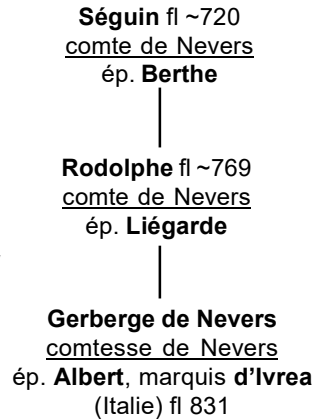 Séguin fl ~720
comte de Nevers
ép. Berthe
Rodolphe fl ~769
comte de Nevers
ép. Liégarde
Gerberge de Nevers
comtesse de Nevers
ép. Albert, marquis d'Ivrea
(Italie) fl 831